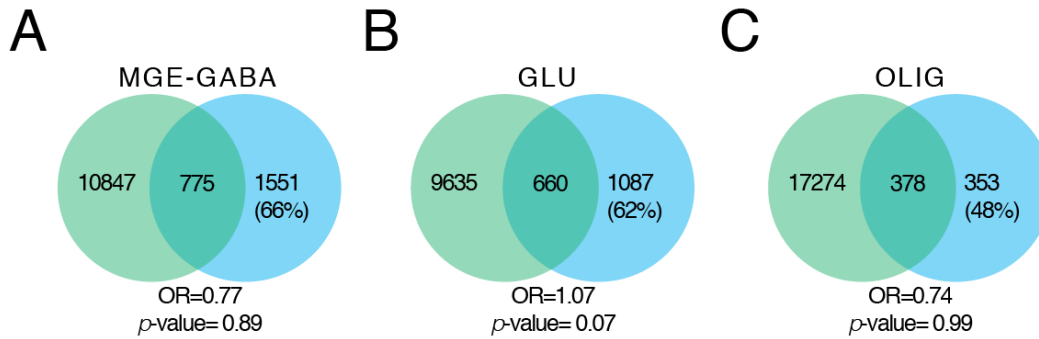 A
MGE-GABA
10847
775
1551
(66%)
OR=0.77
p-value= 0.89
B
GLU
9635
660
1087
(62%)
OR=1.07
p-value= 0.07
C
OLIG
17274
378
353
(48%)
OR=0.74
p-value= 0.99